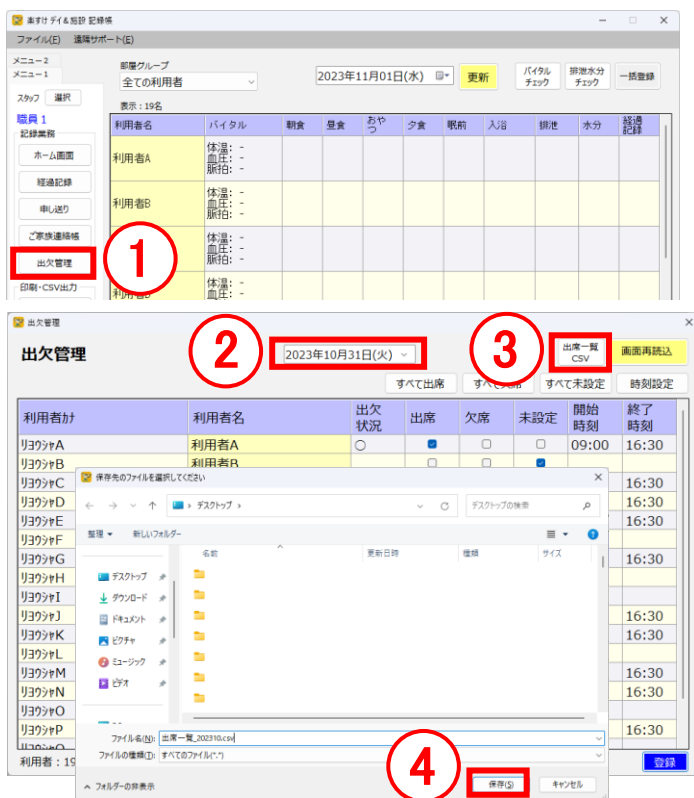 楽すけ デイ&施設 記録帳
ファイル(F) 遠隔サポート(E)
メニュー2
メニュー1
スタッフ 選択
職員1
記録業務
ホーム画面
経過記録
申し送り
ご家族連絡帳
出欠管理
印刷・CSV出力
部屋グループ
全ての利用者
2023年11月01日(水)
更新
バイタル
チェック
排泄水分
チェック
一括登録
表示:19名
利用者名 バイタル 朝食 昼食 おやつ 夕食 眠前 入浴 排泄 水分 経過記録
利用者A
体温: -
血圧: -
脈拍: -
利用者B
体温: -
血圧: -
脈拍: -
体温: -
血圧: -
脈拍: -
体温: -
血圧: -
1
出欠管理
出欠管理
2
2023年10月31日(火)
3
出席一覧
CSV
画面再読込
すべて出席 すべて すべて未設定 時刻設定
利用者カナ 利用者名 出欠状況 出席 欠席 未設定 開始時刻 終了時刻
リヨウシャA 利用者A ○ 09:00 16:30
リヨウシャB 利用者B
リヨウシャC 16:30
リヨウシャD 16:30
リヨウシャE 16:30
リヨウシャF
リヨウシャG 16:30
リヨウシャH
リヨウシャI
リヨウシャJ 16:30
リヨウシャK 16:30
リヨウシャL
リヨウシャM 16:30
リヨウシャN 16:30
リヨウシャO
リヨウシャP 16:30
利用者:19
登録
保存先のファイルを選択してください
デスクトップ
デスクトップの検索
整理 新しいフォルダー
名前 更新日時 種類 サイズ
デスクトップ
ダウンロード
ドキュメント
ピクチャ
ミュージック
ビデオ
ファイル名(N): 出席一覧_202310.csv
ファイルの種類(T): すべてのファイル(*.*)
4
フォルダーの非表示
保存(S)
キャンセル